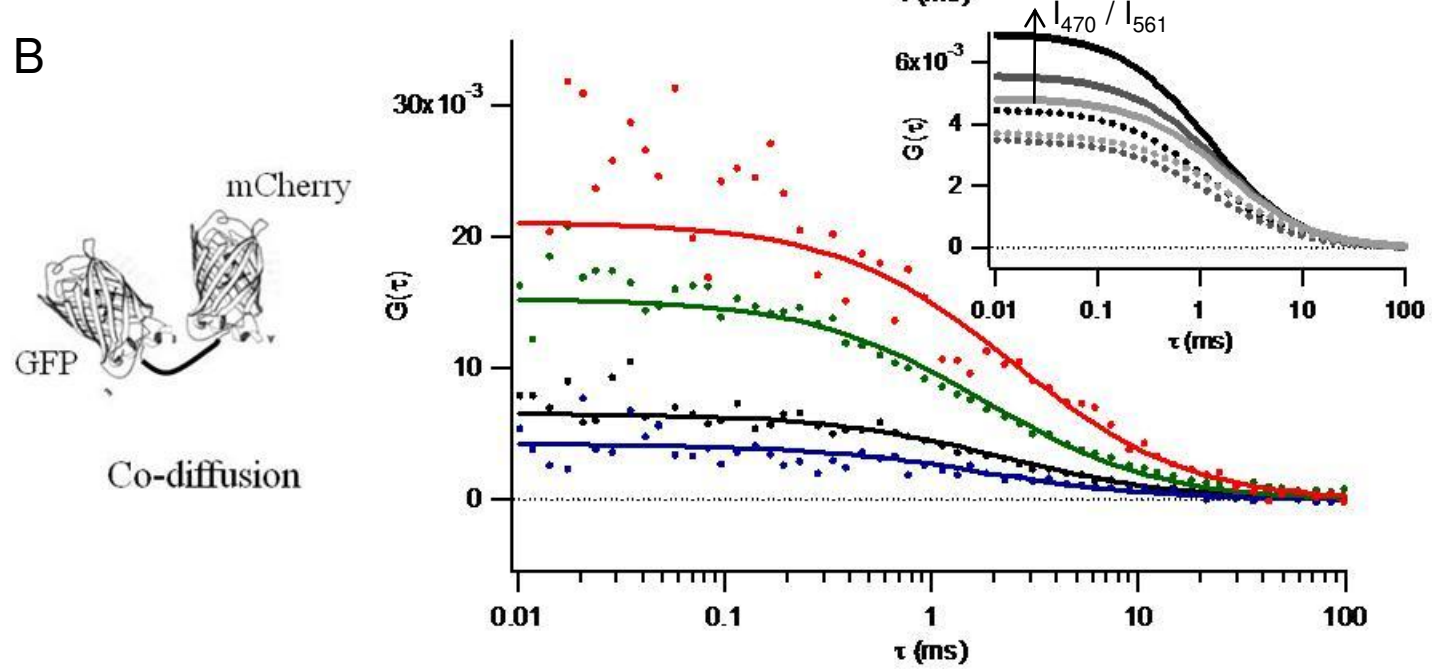 B
mCherry
GFP
Co-diffusion
30x10⁻³
20
10
0
G(τ)
0.01 0.1 1 10 100
τ (ms)
I₄₇₀ / I₅₆₁
6x10⁻³
4
2
0
G(τ)
0.01 0.1 1 10 100
τ (ms)